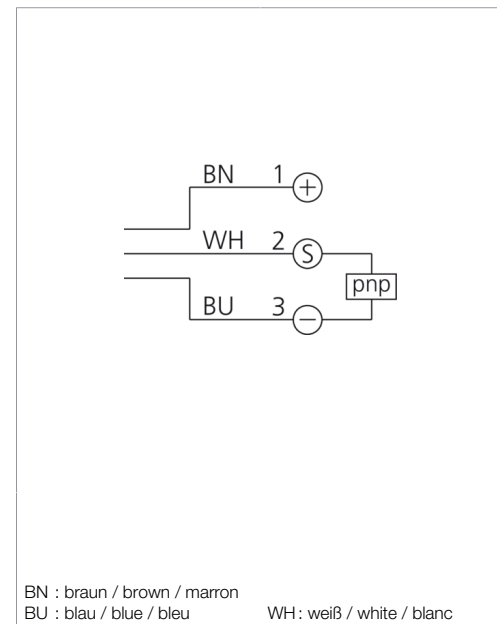 BN 1 +
WH 2 S
pnp
BU 3 −
BN : braun / brown / marron
BU : blau / blue / bleu WH : weiß / white / blanc